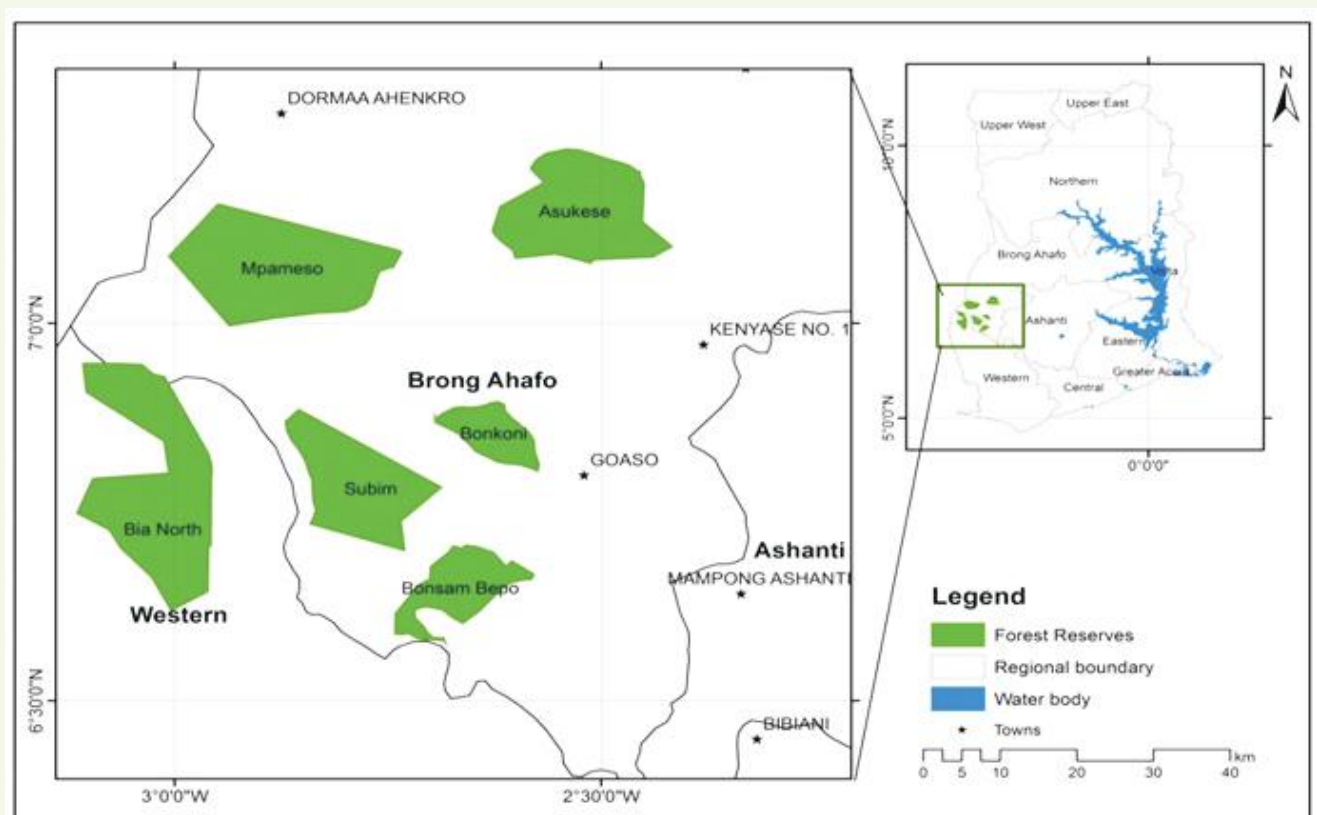 DORMAA AHENKRO
Asukese
Mpameso
KENYASE NO. 1
Brong Ahafo
Bonkoni
GOASO
Subim
Bia North
Ashanti
MAMPONG ASHANTI
Bonsam Bepo
Western
BIBIANI
7°0'0"N
6°30'0"N
3°0'0"W
2°30'0"W
N
Upper East
Upper West
Northern
Brong Ahafo
Volta
Ashanti
Eastern
Western
Central
Greater Accra
10°0'0"N
5°0'0"N
0°0'0"
Legend
Forest Reserves
Regional boundary
Water body
Towns
km
0 5 10 20 30 40